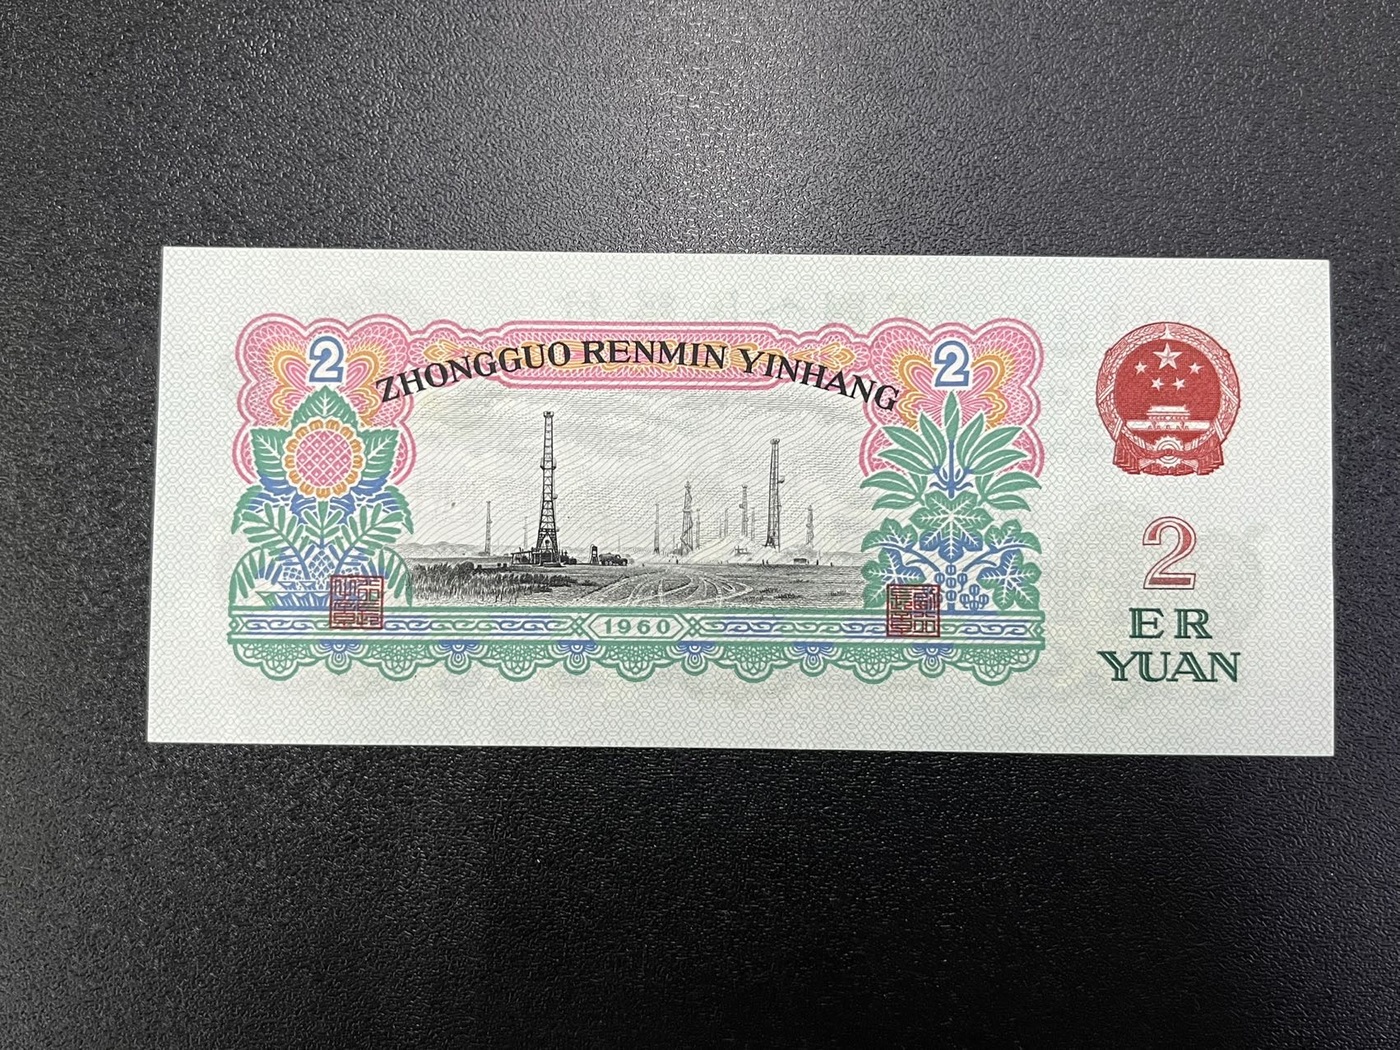 2
ZHONGGUO RENMIN YINHANG
2
1960
2
ER
YUAN